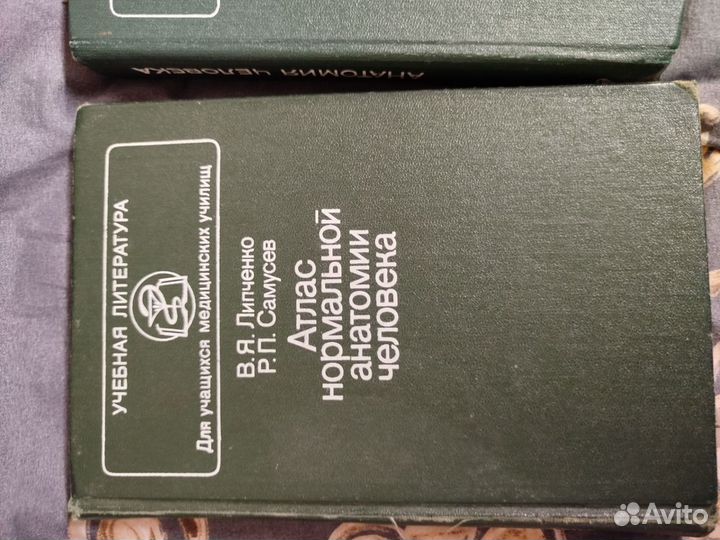 АНАТОМИЯ ЧЕЛОВЕКА
УЧЕБНАЯ ЛИТЕРАТУРА
Для учащихся медицинских училищ
В.Я. Липченко
Р.П. Самусев
Атлас
нормальной
анатомии
человека
Avito